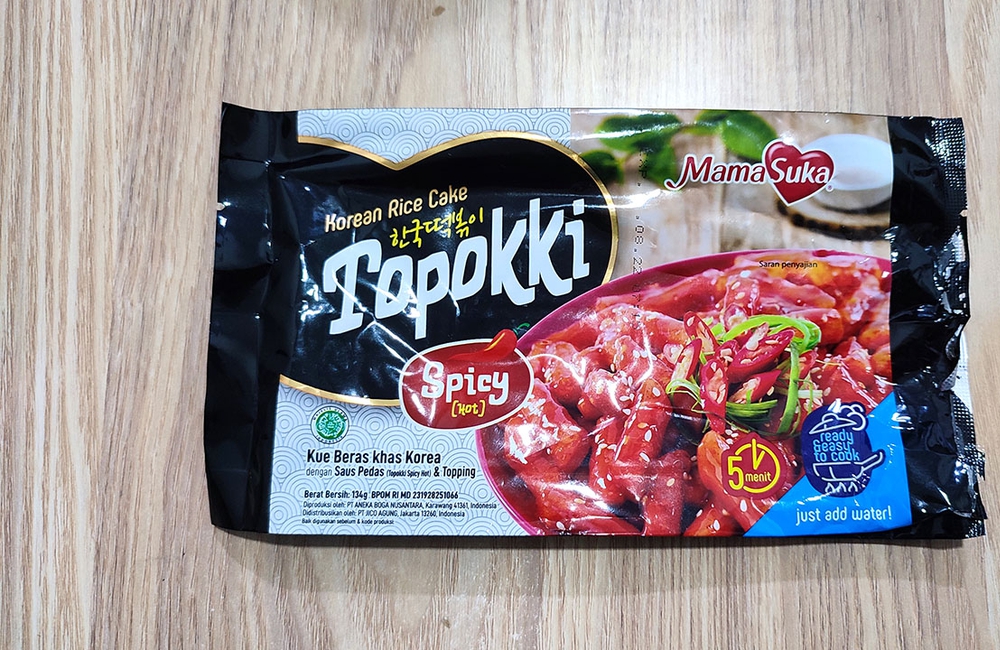 Korean Rice Cake
한국떡볶이
Topokki
Spicy
[Hot]
Kue Beras khas Korea
dengan Saus Pedas (Topokki Spicy Hot) & Topping
Berat Bersih: 134g BPOM RI MD 231928251066
Diproduksi oleh: PT ANEKA BOGA NUSANTARA, Karawang 41361, Indonesia
Didistribusikan oleh: PT JICO AGUNG, Jakarta 13260, Indonesia
Baik digunakan sebelum & kode produksi:
MamaSuka®
Saran penyajian
5 menit
ready
&easy
to cook
just add water!